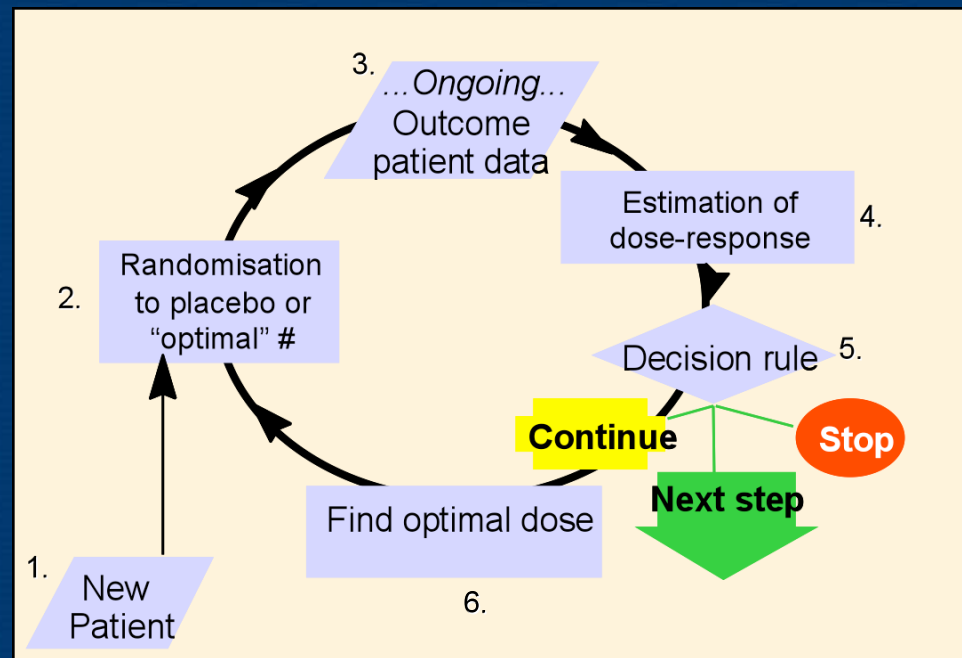 1.
New
Patient
2.
Randomisation
to placebo or
“optimal” #
3.
...Ongoing...
Outcome
patient data
4.
Estimation of
dose-response
5.
Decision rule
Continue
Next step
Stop
Find optimal dose
6.